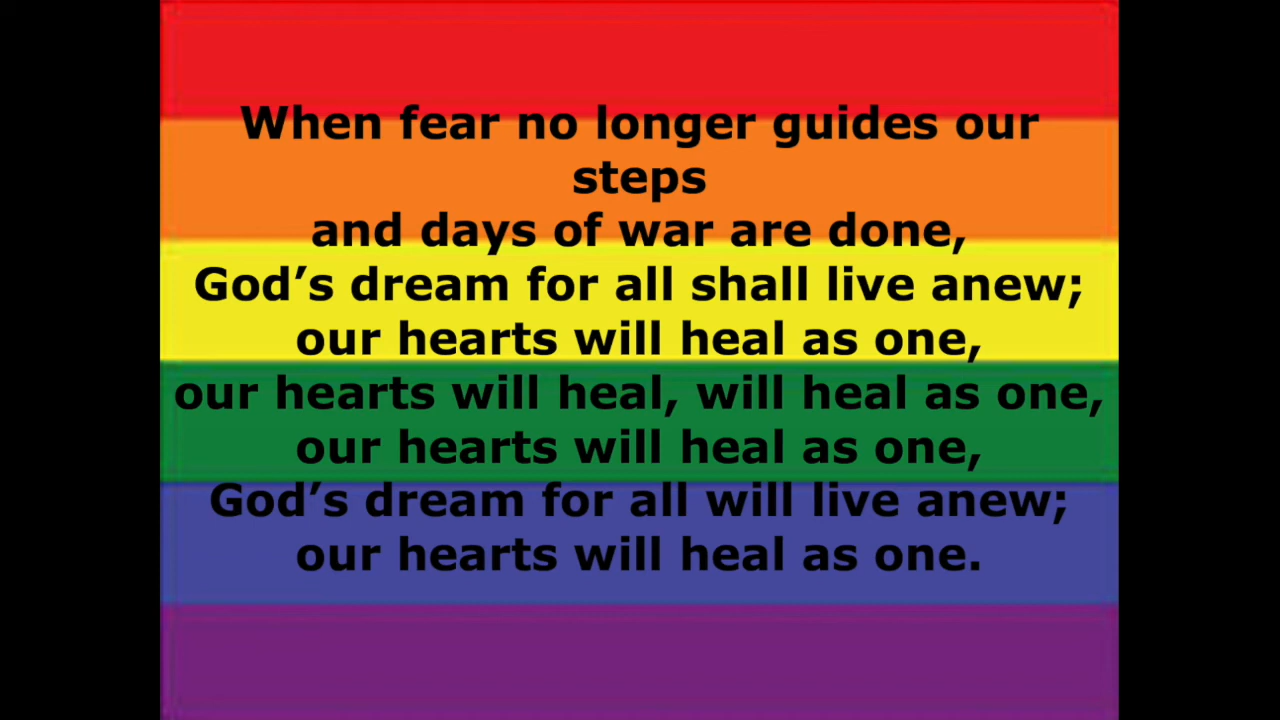 When fear no longer guides our
steps
and days of war are done,
God’s dream for all shall live anew;
our hearts will heal as one,
our hearts will heal, will heal as one,
our hearts will heal as one,
God’s dream for all will live anew;
our hearts will heal as one.